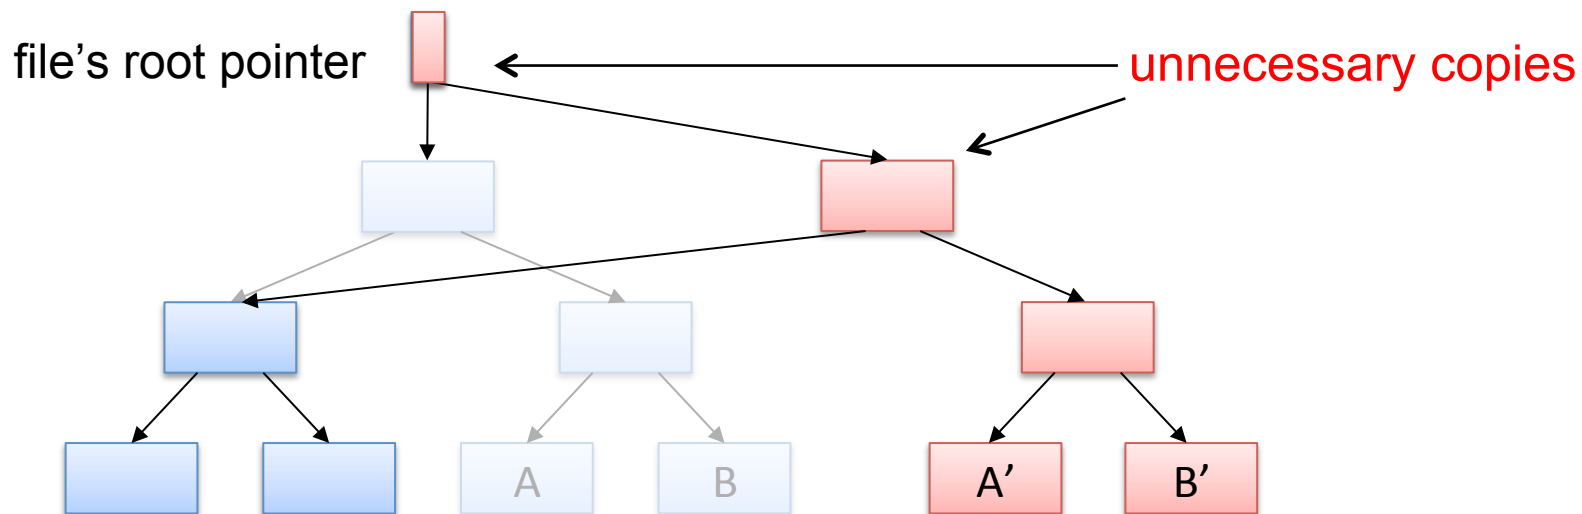 file’s root pointer
unnecessary copies
A
B
A’
B’